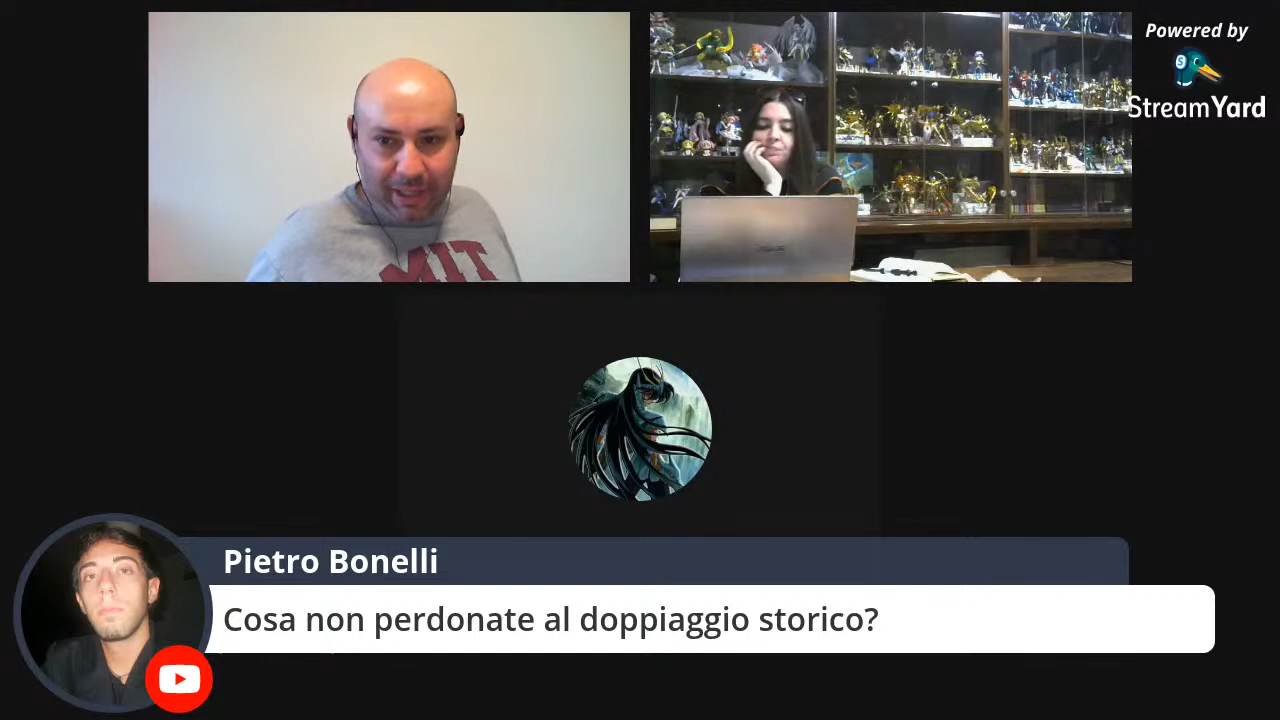 Powered by
StreamYard
MIT
Pietro Bonelli
Cosa non perdonate al doppiaggio storico?